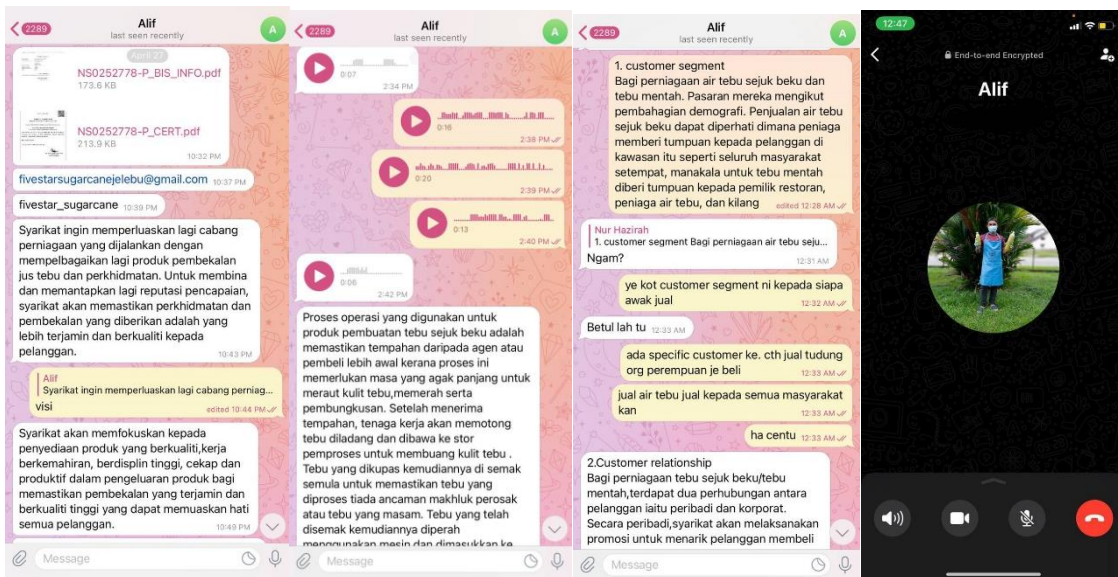 2289
Alif
last seen recently
A
April 27
NS0252778-P_BIS_INFO.pdf
173.6 KB
NS0252778-P_CERT.pdf
213.9 KB
10:32 PM
fivestarsugarcanejelebu@gmail.com 10:37 PM
fivestar_sugarcane 10:39 PM
Syarikat ingin memperluaskan lagi cabang
perniagaan yang dijalankan dengan
mempelbagaikan lagi produk pembekalan
jus tebu dan perkhidmatan. Untuk membina
dan memantapkan lagi reputasi pencapaian,
syarikat akan memastikan perkhidmatan dan
pembekalan yang diberikan adalah yang
lebih terjamin dan berkualiti kepada
pelanggan. 10:43 PM
Alif
Syarikat ingin memperluaskan lagi cabang perniag...
visi edited 10:44 PM
Syarikat akan memfokuskan kepada
penyediaan produk yang berkualiti,kerja
berkemahiran, berdisplin tinggi, cekap dan
produktif dalam pengeluaran produk bagi
memastikan pembekalan yang terjamin dan
berkualiti tinggi yang dapat memuaskan hati
semua pelanggan. 10:49 PM
Message
2289
Alif
last seen recently
A
0:07
2:34 PM
0:16
2:38 PM
0:20
2:39 PM
0:13
2:40 PM
0:06
2:42 PM
Proses operasi yang digunakan untuk
produk pembuatan tebu sejuk beku adalah
memastikan tempahan daripada agen atau
pembeli lebih awal kerana proses ini
memerlukan masa yang agak panjang untuk
meraut kulit tebu,memerah serta
pembungkusan. Setelah menerima
tempahan, tenaga kerja akan memotong
tebu diladang dan dibawa ke stor
pemproses untuk membuang kulit tebu .
Tebu yang dikupas kemudiannya di semak
semula untuk memastikan tebu yang
diproses tiada ancaman makhluk perosak
atau tebu yang masam. Tebu yang telah
disemak kemudiannya diperah
menggunakan mesin dan dimasukkan ke
Message
2289
Alif
last seen recently
A
1. customer segment
Bagi perniagaan air tebu sejuk beku dan
tebu mentah. Pasaran mereka mengikut
pembahagian demografi. Penjualan air tebu
sejuk beku dapat diperhati dimana peniaga
memberi tumpuan kepada pelanggan di
kawasan itu seperti seluruh masyarakat
setempat, manakala untuk tebu mentah
diberi tumpuan kepada pemilik restoran,
peniaga air tebu, dan kilang edited 12:28 AM
Nur Hazirah
1. customer segment Bagi perniagaan air tebu seju...
Ngam? 12:31 AM
ye kot customer segment ni kepada siapa
awak jual 12:32 AM
Betul lah tu 12:33 AM
ada specific customer ke. cth jual tudung
org perempuan je beli 12:33 AM
jual air tebu jual kepada semua masyarakat
kan 12:33 AM
ha centu 12:33 AM
2.Customer relationship
Bagi perniagaan tebu sejuk beku/tebu
mentah,terdapat dua perhubungan antara
pelanggan iaitu peribadi dan korporat.
Secara peribadi,syarikat akan melaksanakan
promosi untuk menarik pelanggan membeli
Message
12:47
End-to-end Encrypted
Alif